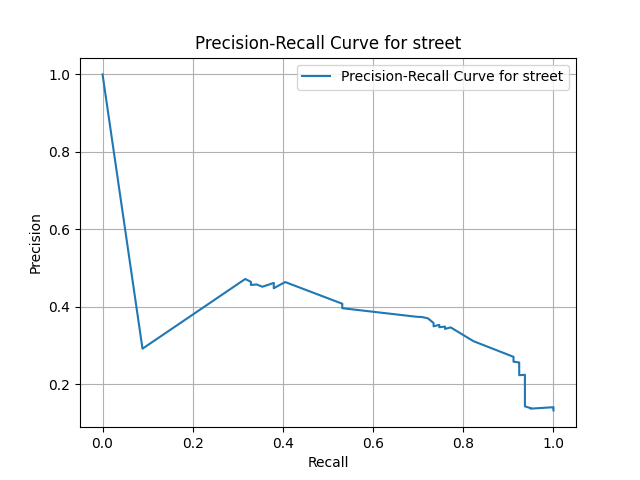 Precision-Recall Curve for street
Precision-Recall Curve for street
1.0
0.8
0.6
0.4
0.2
Precision
0.0 0.2 0.4 0.6 0.8 1.0
Recall